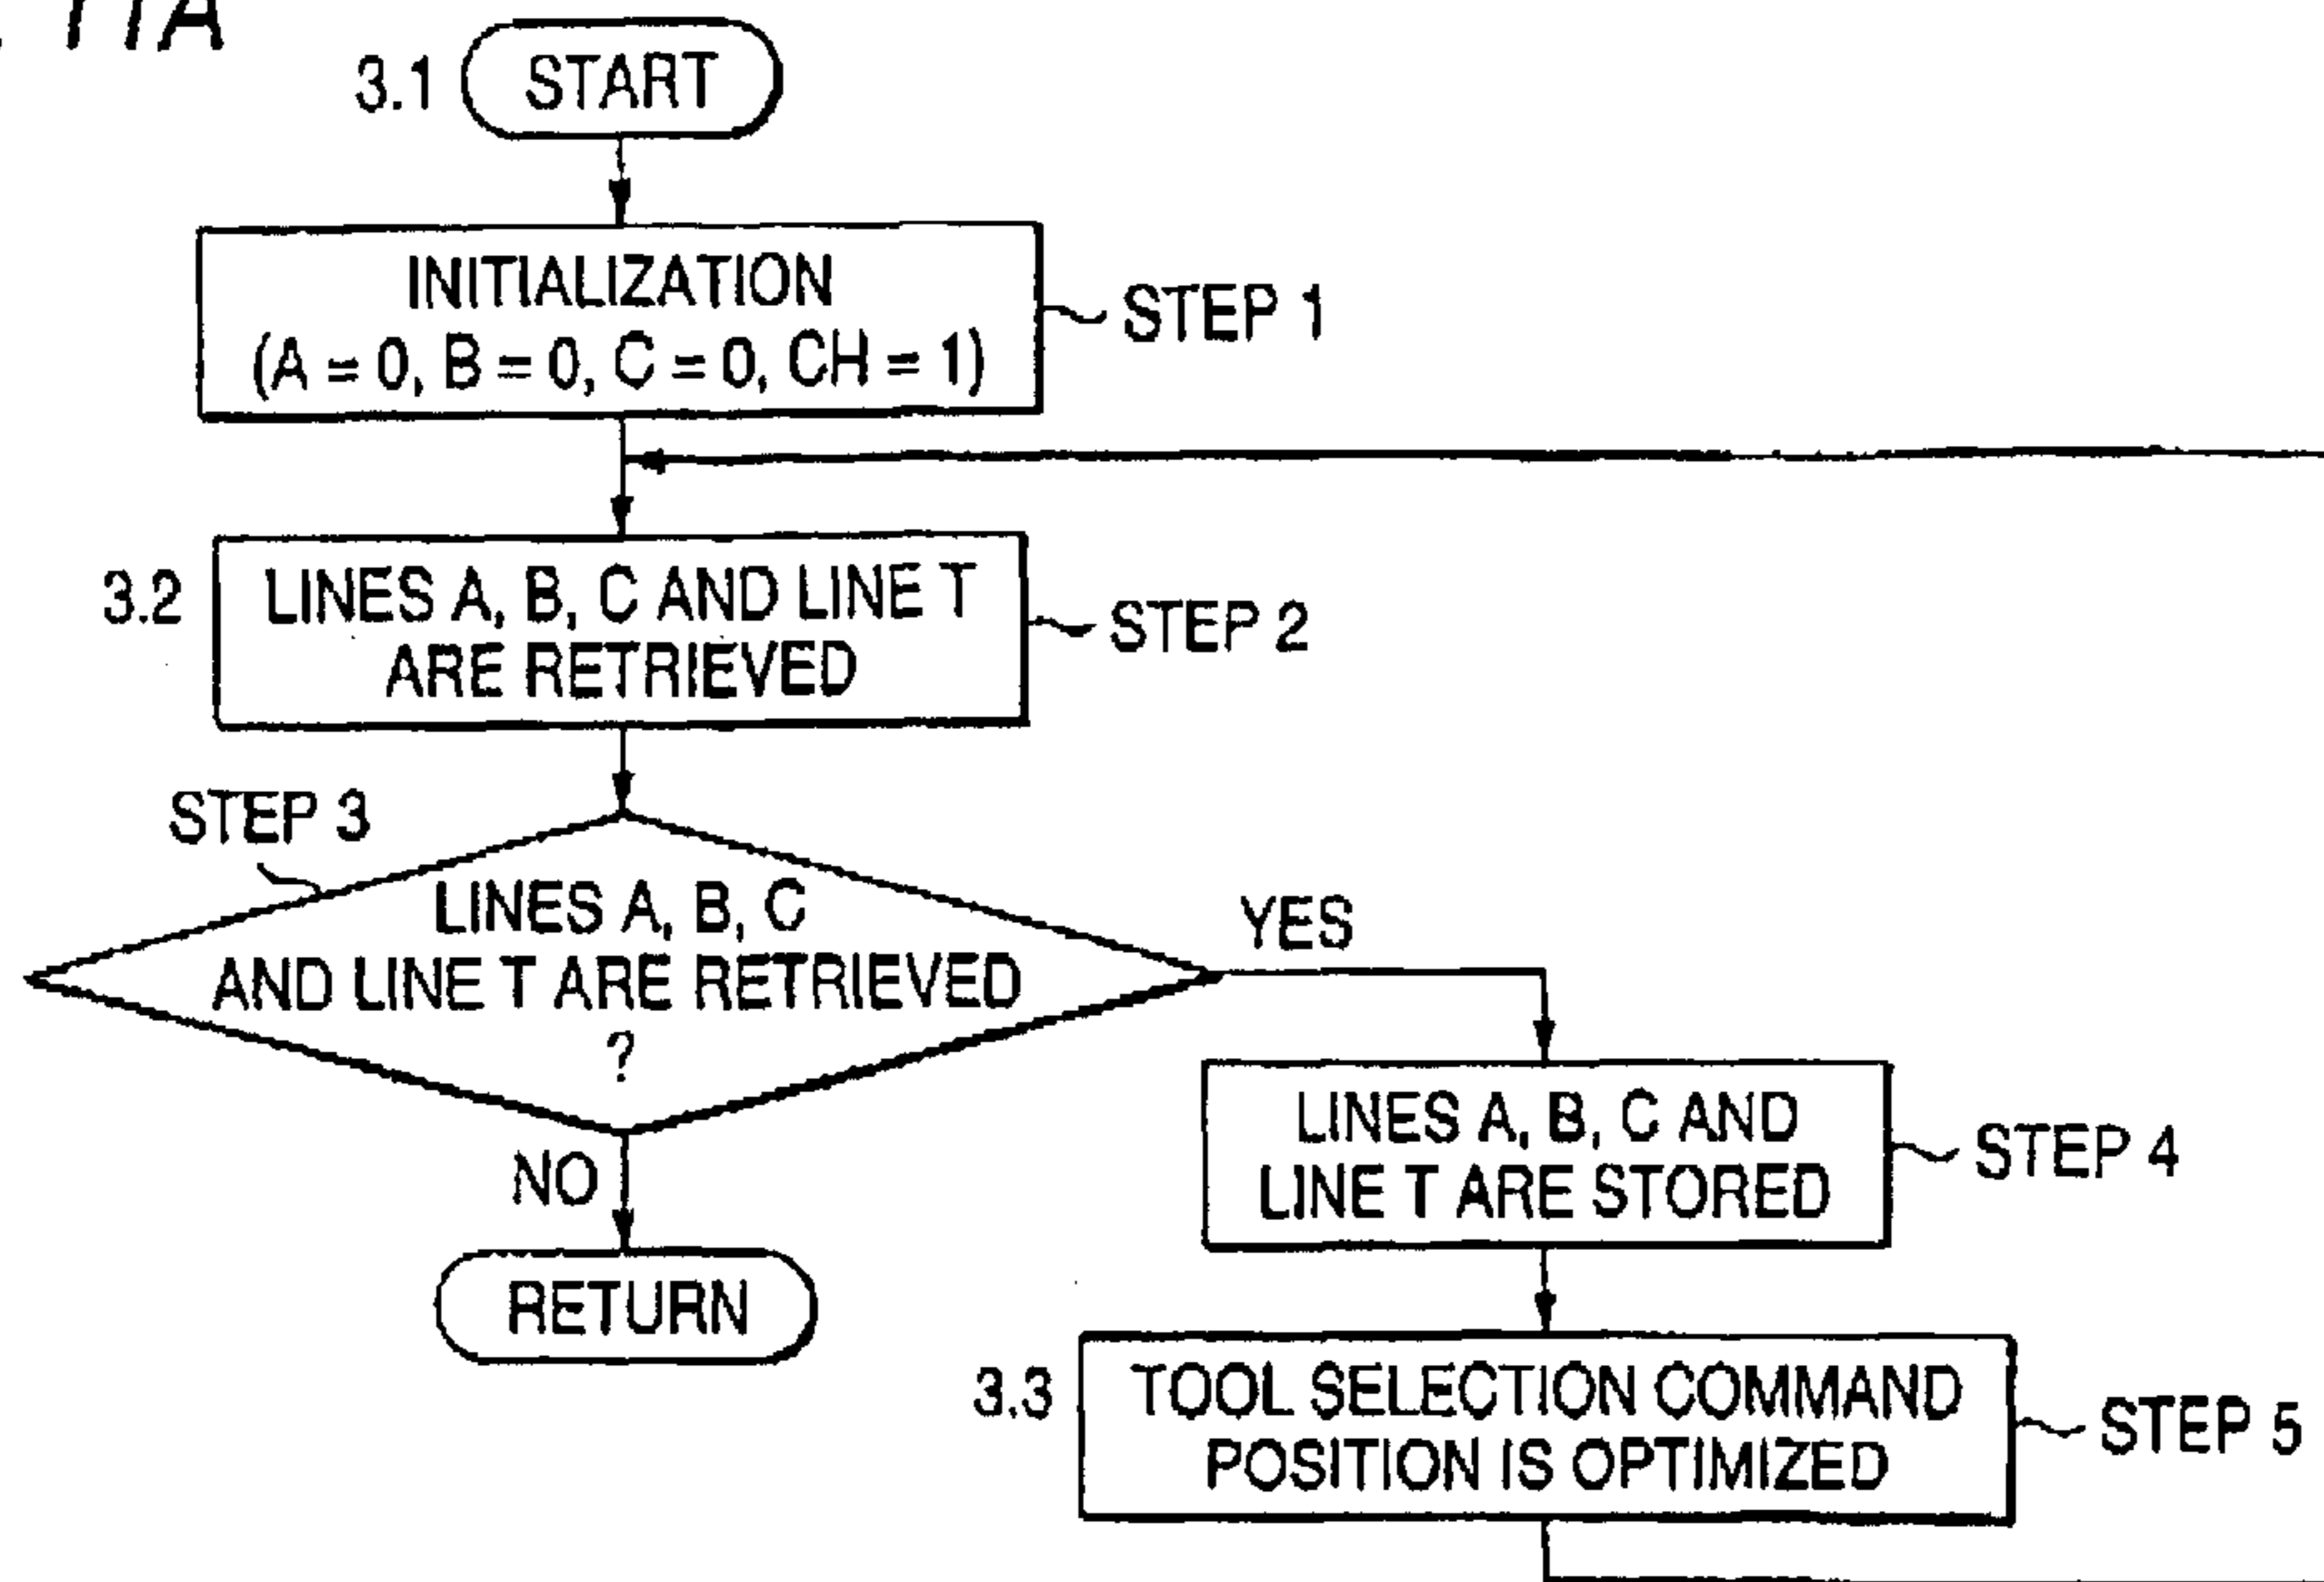 11A
3.1 START
INITIALIZATION
(A = 0, B = 0, C = 0, CH = 1)
STEP 1
3.2 LINES A, B, C AND LINE T
ARE RETRIEVED
STEP 2
STEP 3
LINES A, B, C
AND LINE T ARE RETRIEVED
?
YES
NO
RETURN
LINES A, B, C AND
LINE T ARE STORED
STEP 4
3.3 TOOL SELECTION COMMAND
POSITION IS OPTIMIZED
STEP 5